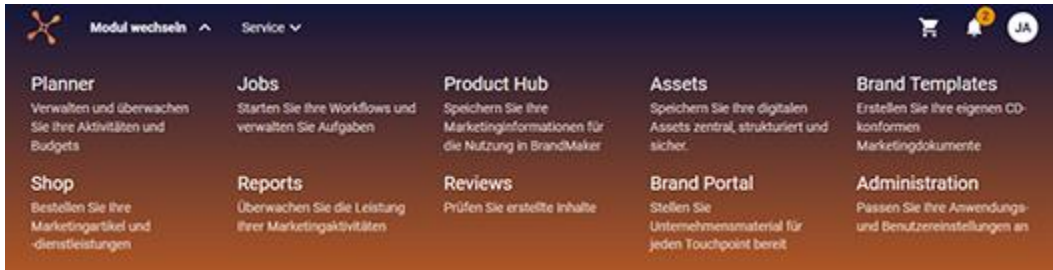 Modul wechseln
Service
2
JA
Planner
Verwalten und überwachen
Sie Ihre Aktivitäten und
Budgets
Jobs
Starten Sie Ihre Workflows und
verwalten Sie Aufgaben
Product Hub
Speichern Sie Ihre
Marketinginformationen für
die Nutzung in BrandMaker
Assets
Speichern Sie Ihre digitalen
Assets zentral, strukturiert und
sicher.
Brand Templates
Erstellen Sie Ihre eigenen CD-
konformen
Marketingdokumente
Shop
Bestellen Sie Ihre
Marketingartikel und
-dienstleistungen
Reports
Überwachen Sie die Leistung
Ihrer Marketingaktivitäten
Reviews
Prüfen Sie erstellte Inhalte
Brand Portal
Stellen Sie
Unternehmensmaterial für
jeden Touchpoint bereit
Administration
Passen Sie Ihre Anwendungs-
und Benutzereinstellungen an